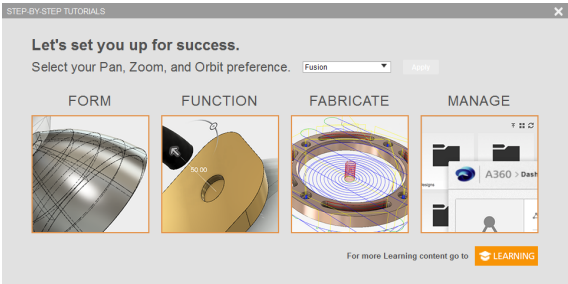 STEP-BY-STEP TUTORIALS
Let's set you up for success.
Select your Pan, Zoom, and Orbit preference. Fusion Apply
FORM FUNCTION FABRICATE MANAGE
50.00
esigns
A360 > Dash
For more Learning content go to LEARNING